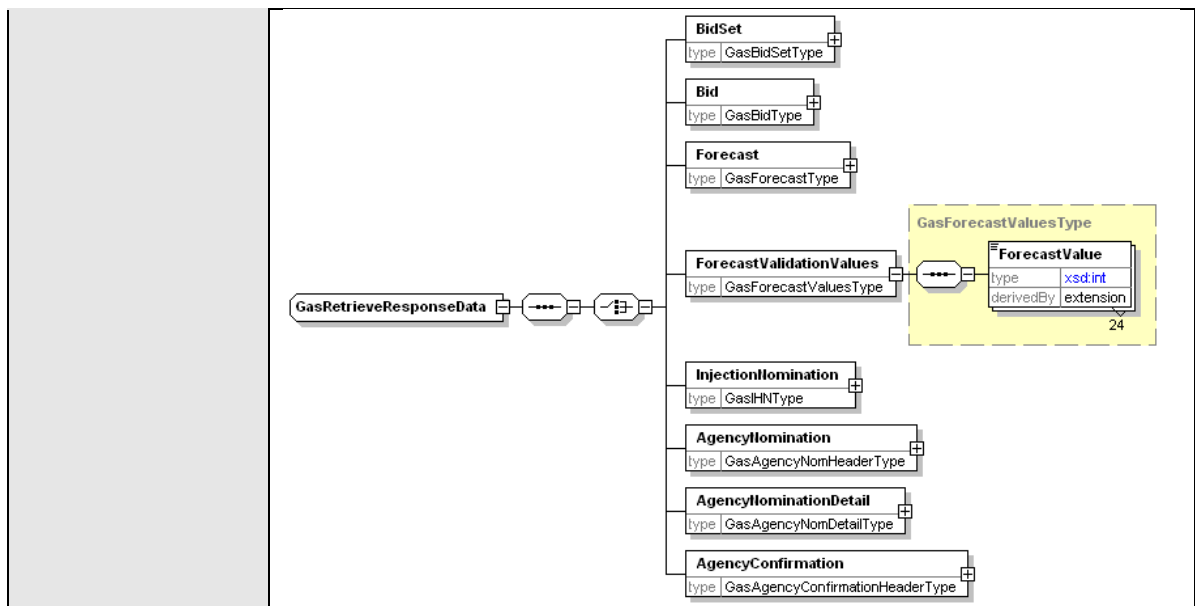 BidSet
type GasBidSetType
Bid
type GasBidType
Forecast
type GasForecastType
GasForecastValuesType
ForecastValue
type xsd:int
derivedBy extension
24
ForecastValidationValues
type GasForecastValuesType
GasRetrieveResponseData
InjectionNomination
type GasIHNType
AgencyNomination
type GasAgencyNomHeaderType
AgencyNominationDetail
type GasAgencyNomDetailType
AgencyConfirmation
type GasAgencyConfirmationHeaderType